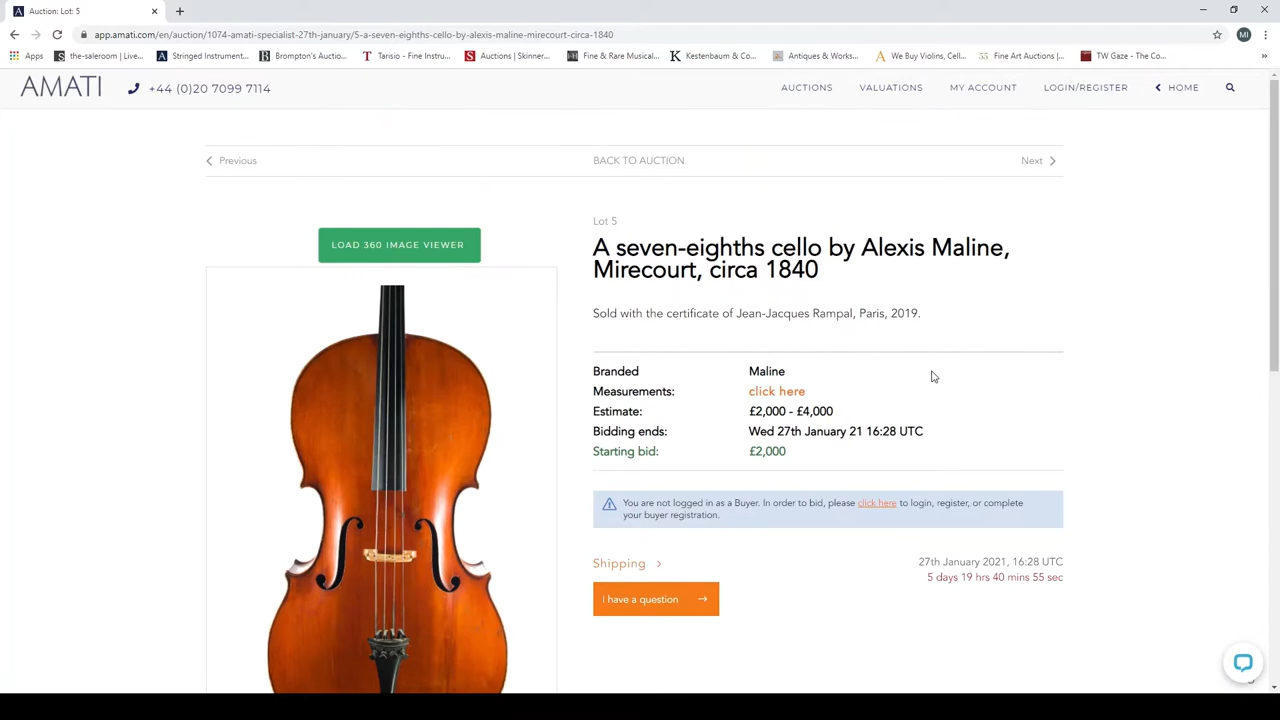 Auction: Lot: 5
app.amati.com/en/auction/1074-amati-specialist-27th-january/5-a-seven-eighths-cello-by-alexis-maline-mirecourt-circa-1840
MI
Apps
the-saleroom | Live...
Stringed Instrument...
Brompton's Auctio...
Tarisio - Fine Instru...
Auctions | Skinner...
Fine & Rare Musical...
Kestenbaum & Co...
Antiques & Works...
We Buy Violins, Cell...
Fine Art Auctions |...
TW Gaze - The Co...
AMATI
+44 (0)20 7099 7114
AUCTIONS
VALUATIONS
MY ACCOUNT
LOGIN/REGISTER
HOME
Previous
BACK TO AUCTION
Next
LOAD 360 IMAGE VIEWER
Lot 5
A seven-eighths cello by Alexis Maline,
Mirecourt, circa 1840
Sold with the certificate of Jean-Jacques Rampal, Paris, 2019.
Branded Maline
Measurements: click here
Estimate: £2,000 - £4,000
Bidding ends: Wed 27th January 21 16:28 UTC
Starting bid: £2,000
You are not logged in as a Buyer. In order to bid, please click here to login, register, or complete
your buyer registration.
Shipping
27th January 2021, 16:28 UTC
5 days 19 hrs 40 mins 55 sec
I have a question